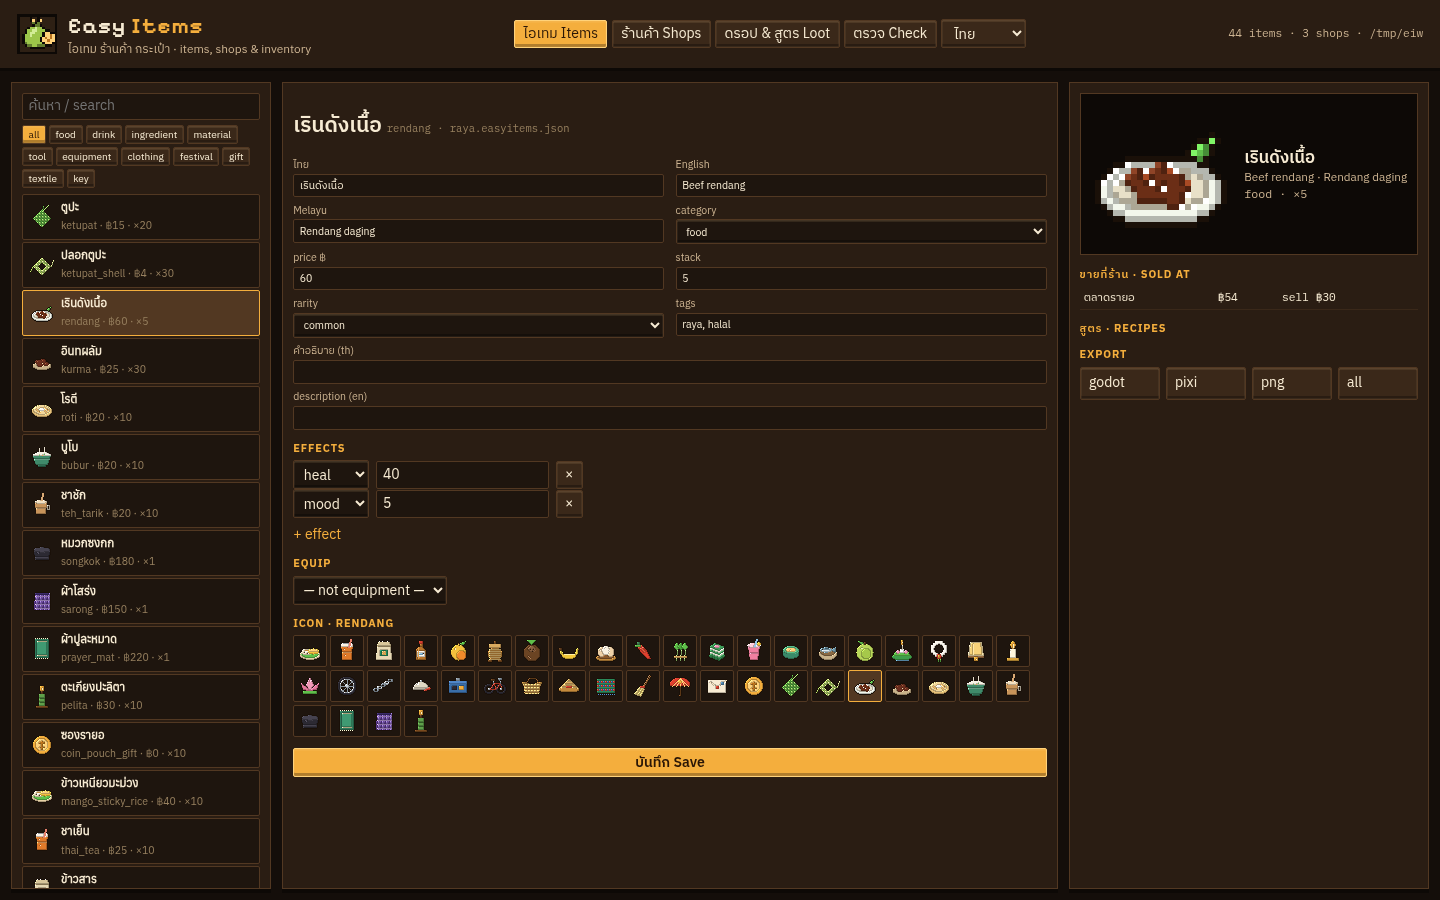 Easy Items
ไอเทม ร้านค้า กระเป๋า · items, shops & inventory
ไอเทม Items
ร้านค้า Shops
ดรอป & สูตร Loot
ตรวจ Check
ไทย
44 items · 3 shops · /tmp/eiw
ค้นหา / search
all food drink ingredient material
tool equipment clothing festival gift
textile key
ตูปะ
ketupat · ฿15 · ×20
ปลอกตูปะ
ketupat_shell · ฿4 · ×30
เรินดังเนื้อ
rendang · ฿60 · ×5
อินทผลัม
kurma · ฿25 · ×30
โรตี
roti · ฿20 · ×10
บูโบ
bubur · ฿20 · ×10
ชาชัก
teh_tarik · ฿20 · ×10
หมวกซงกก
songkok · ฿180 · ×1
ผ้าโสร่ง
sarong · ฿150 · ×1
ผ้าปูละหมาด
prayer_mat · ฿220 · ×1
ตะเกียงปะลิตา
pelita · ฿30 · ×10
ซองรายอ
coin_pouch_gift · ฿0 · ×10
ข้าวเหนียวมะม่วง
mango_sticky_rice · ฿40 · ×10
ชาเย็น
thai_tea · ฿25 · ×10
ข้าวสาร
เรินดังเนื้อ rendang · raya.easyitems.json
ไทย
เรินดังเนื้อ
English
Beef rendang
Melayu
Rendang daging
category
food
price ฿
60
stack
5
rarity
common
tags
raya, halal
คำอธิบาย (th)
description (en)
EFFECTS
heal 40 ×
mood 5 ×
+ effect
EQUIP
— not equipment —
ICON · RENDANG
บันทึก Save
เรินดังเนื้อ
Beef rendang · Rendang daging
food · ×5
ขายที่ร้าน · SOLD AT
ตลาดรายอ ฿54 sell ฿30
สูตร · RECIPES
EXPORT
godot pixi png all